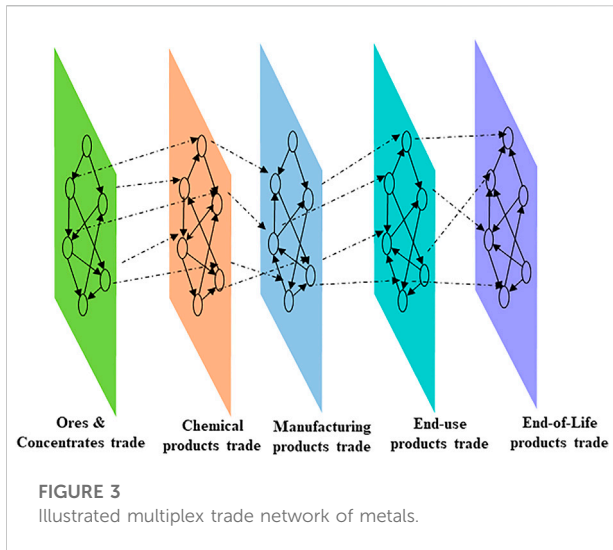 Ores &
Concentrates trade
Chemical
products trade
Manufacturing
products trade
End-use
products trade
End-of-Life
products trade
FIGURE 3
Illustrated multiplex trade network of metals.